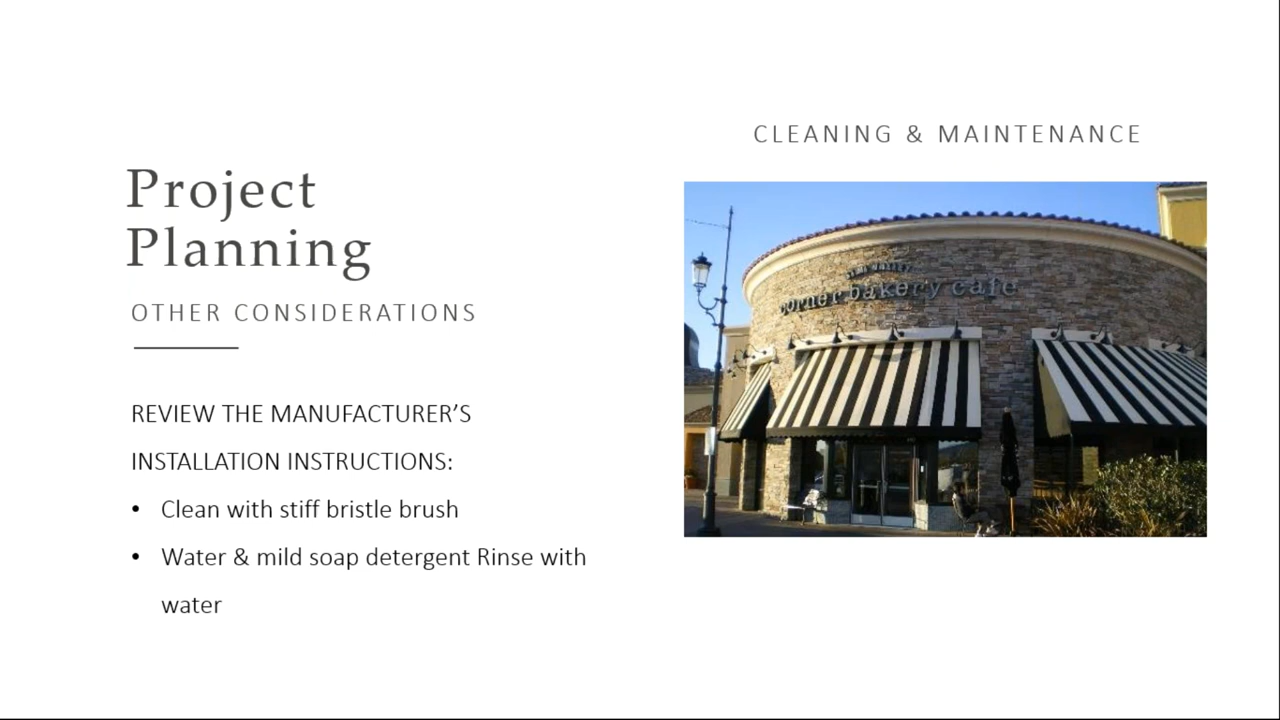 Project
Planning
OTHER CONSIDERATIONS
REVIEW THE MANUFACTURER’S
INSTALLATION INSTRUCTIONS:
• Clean with stiff bristle brush
• Water & mild soap detergent Rinse with
water
CLEANING & MAINTENANCE
corner bakery cafe